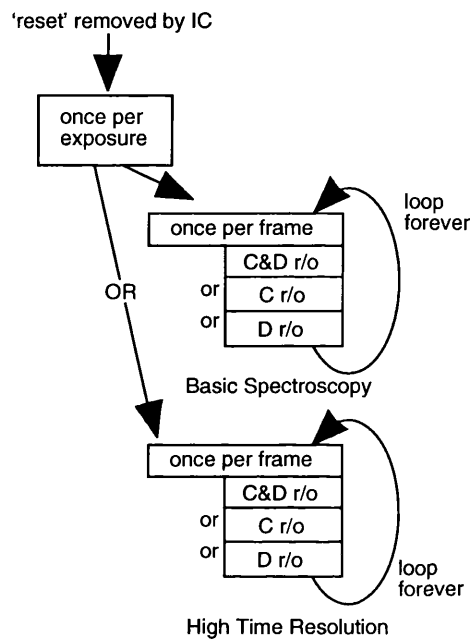 ‘reset’ removed by IC
once per
exposure
loop
forever
once per frame
C&D r/o
OR
or
C r/o
or
D r/o
Basic Spectroscopy
once per frame
C&D r/o
or
C r/o
or
D r/o
loop
forever
High Time Resolution